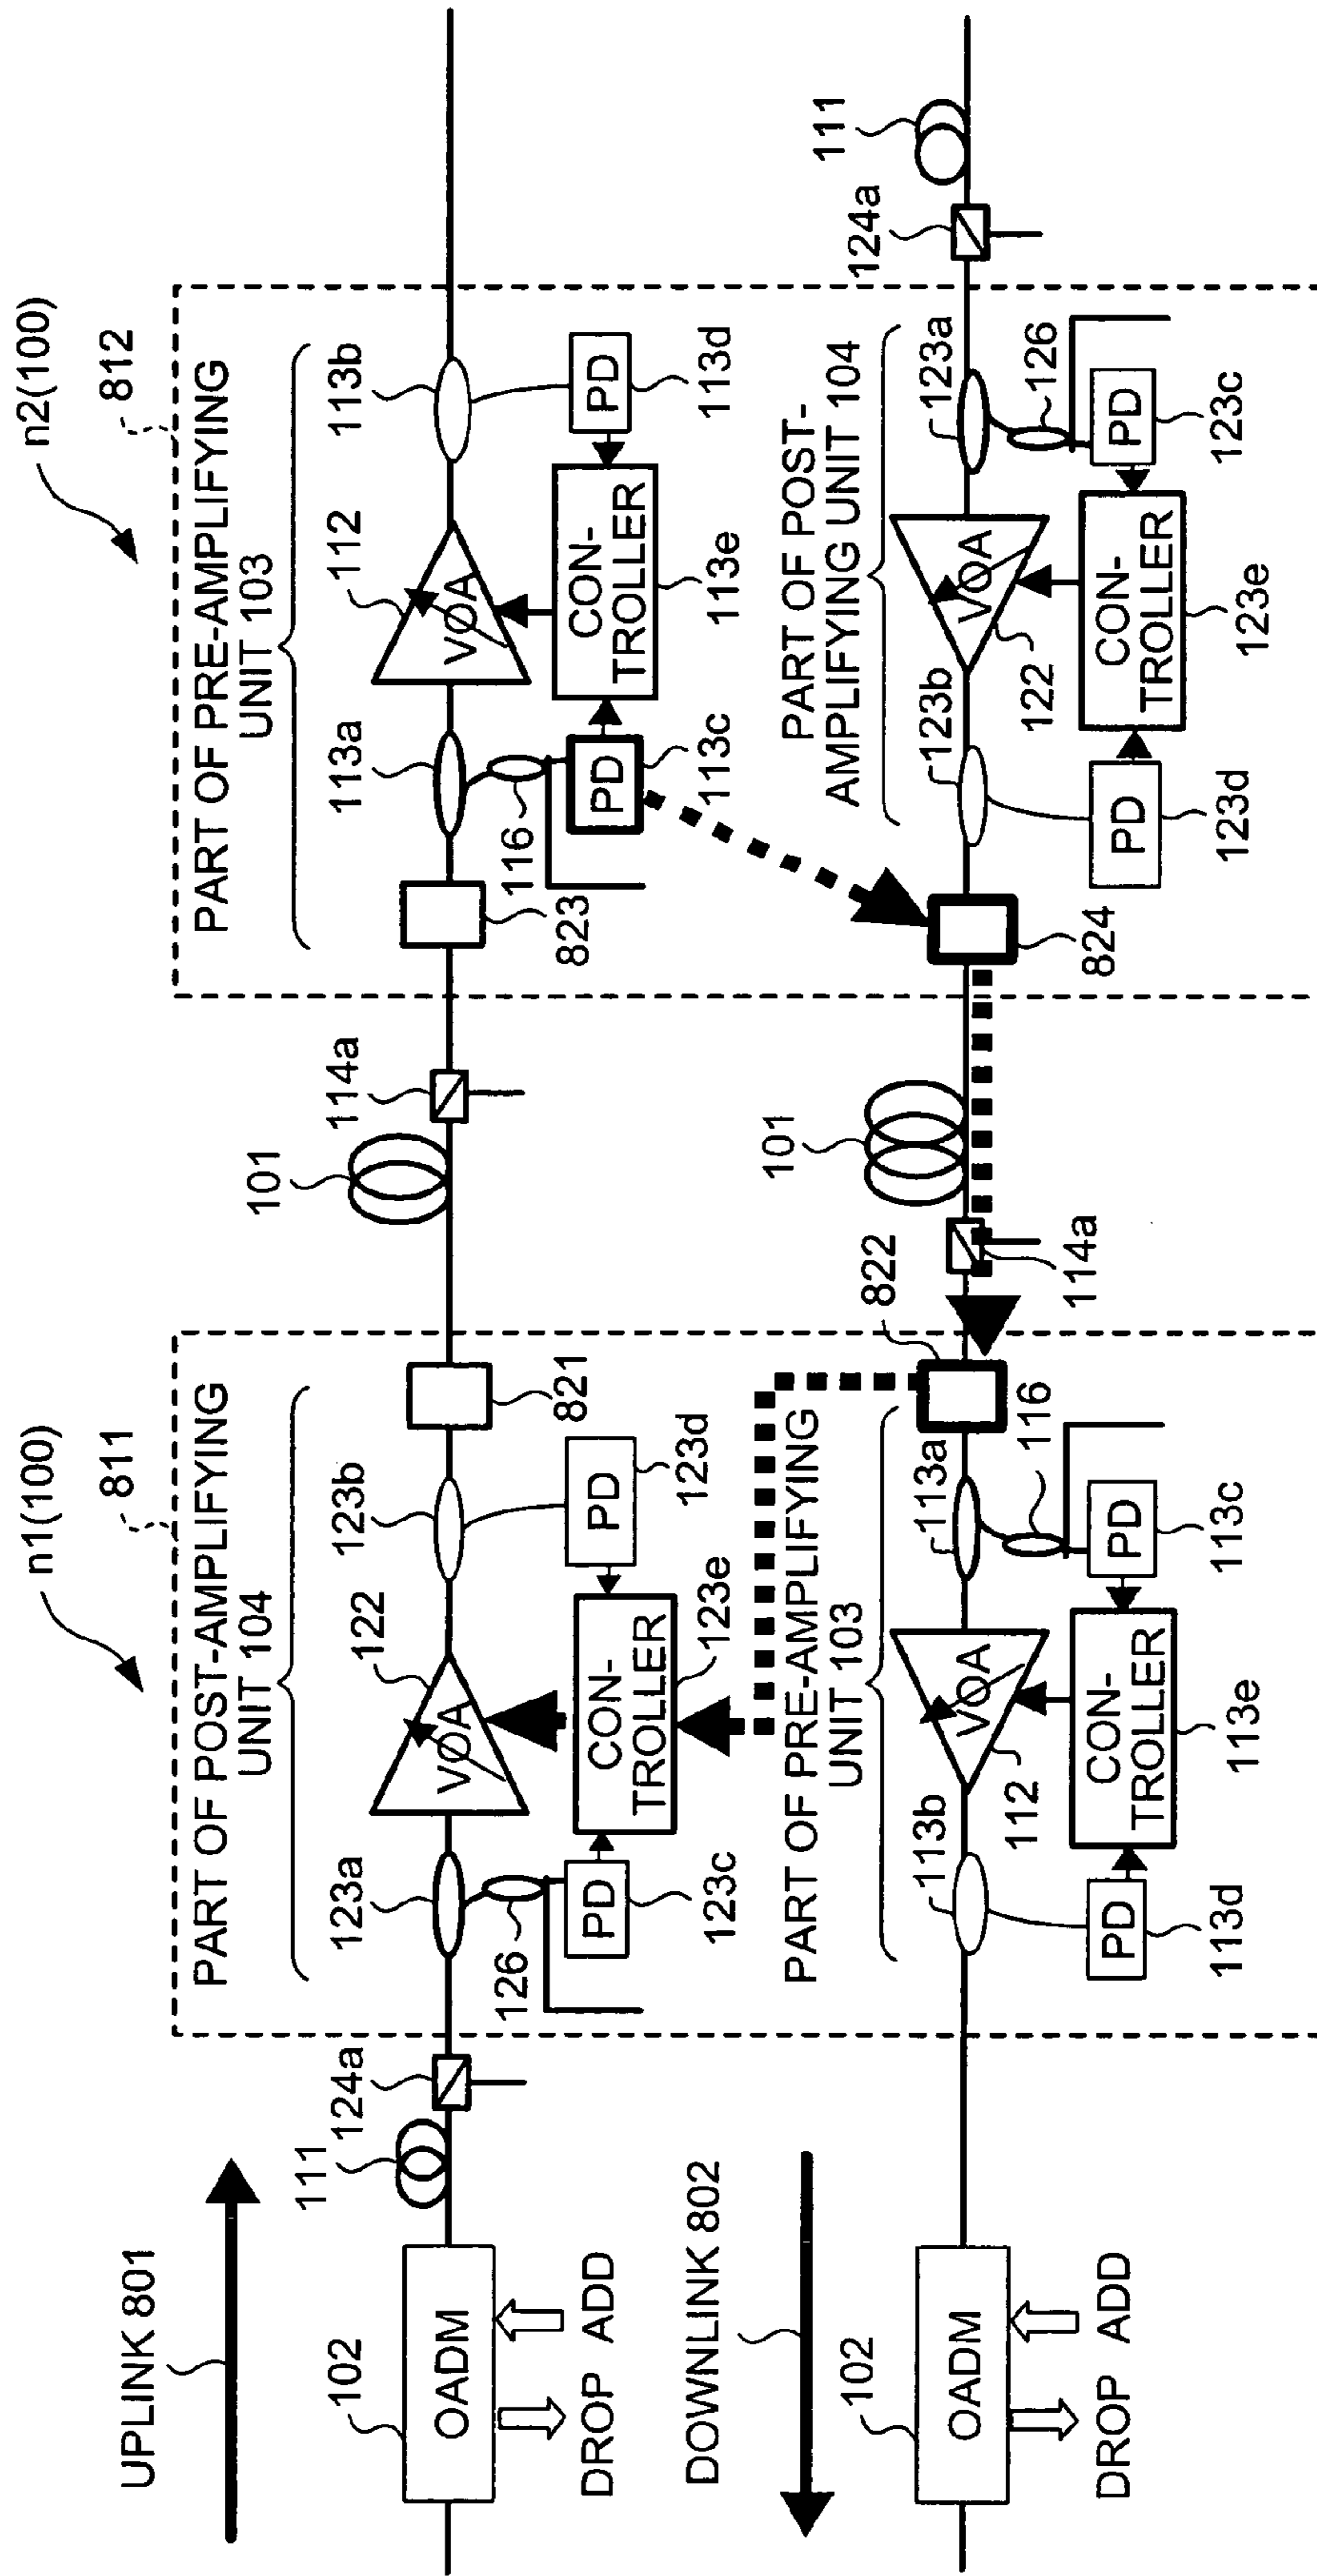 UPLINK 801
n1(100)
811
n2(100)
812
PART OF POST-AMPLIFYING
UNIT 104
PART OF PRE-AMPLIFYING
UNIT 103
102
OADM
DROP
ADD
111
124a
123a
122
VOA
123b
821
126
PD
123c
CON-
TROLLER
123e
PD
123d
101
114a
823
113a
112
VOA
113b
116
PD
113c
CON-
TROLLER
113e
PD
113d
DOWNLINK 802
PART OF PRE-AMPLIFYING
UNIT 103
PART OF POST-
AMPLIFYING UNIT 104
102
OADM
DROP
ADD
113b
112
VOA
113a
822
116
PD
113d
CON-
TROLLER
113e
PD
113c
114a
101
824
123b
122
VOA
123a
126
PD
123d
CON-
TROLLER
123e
PD
123c
124a
111